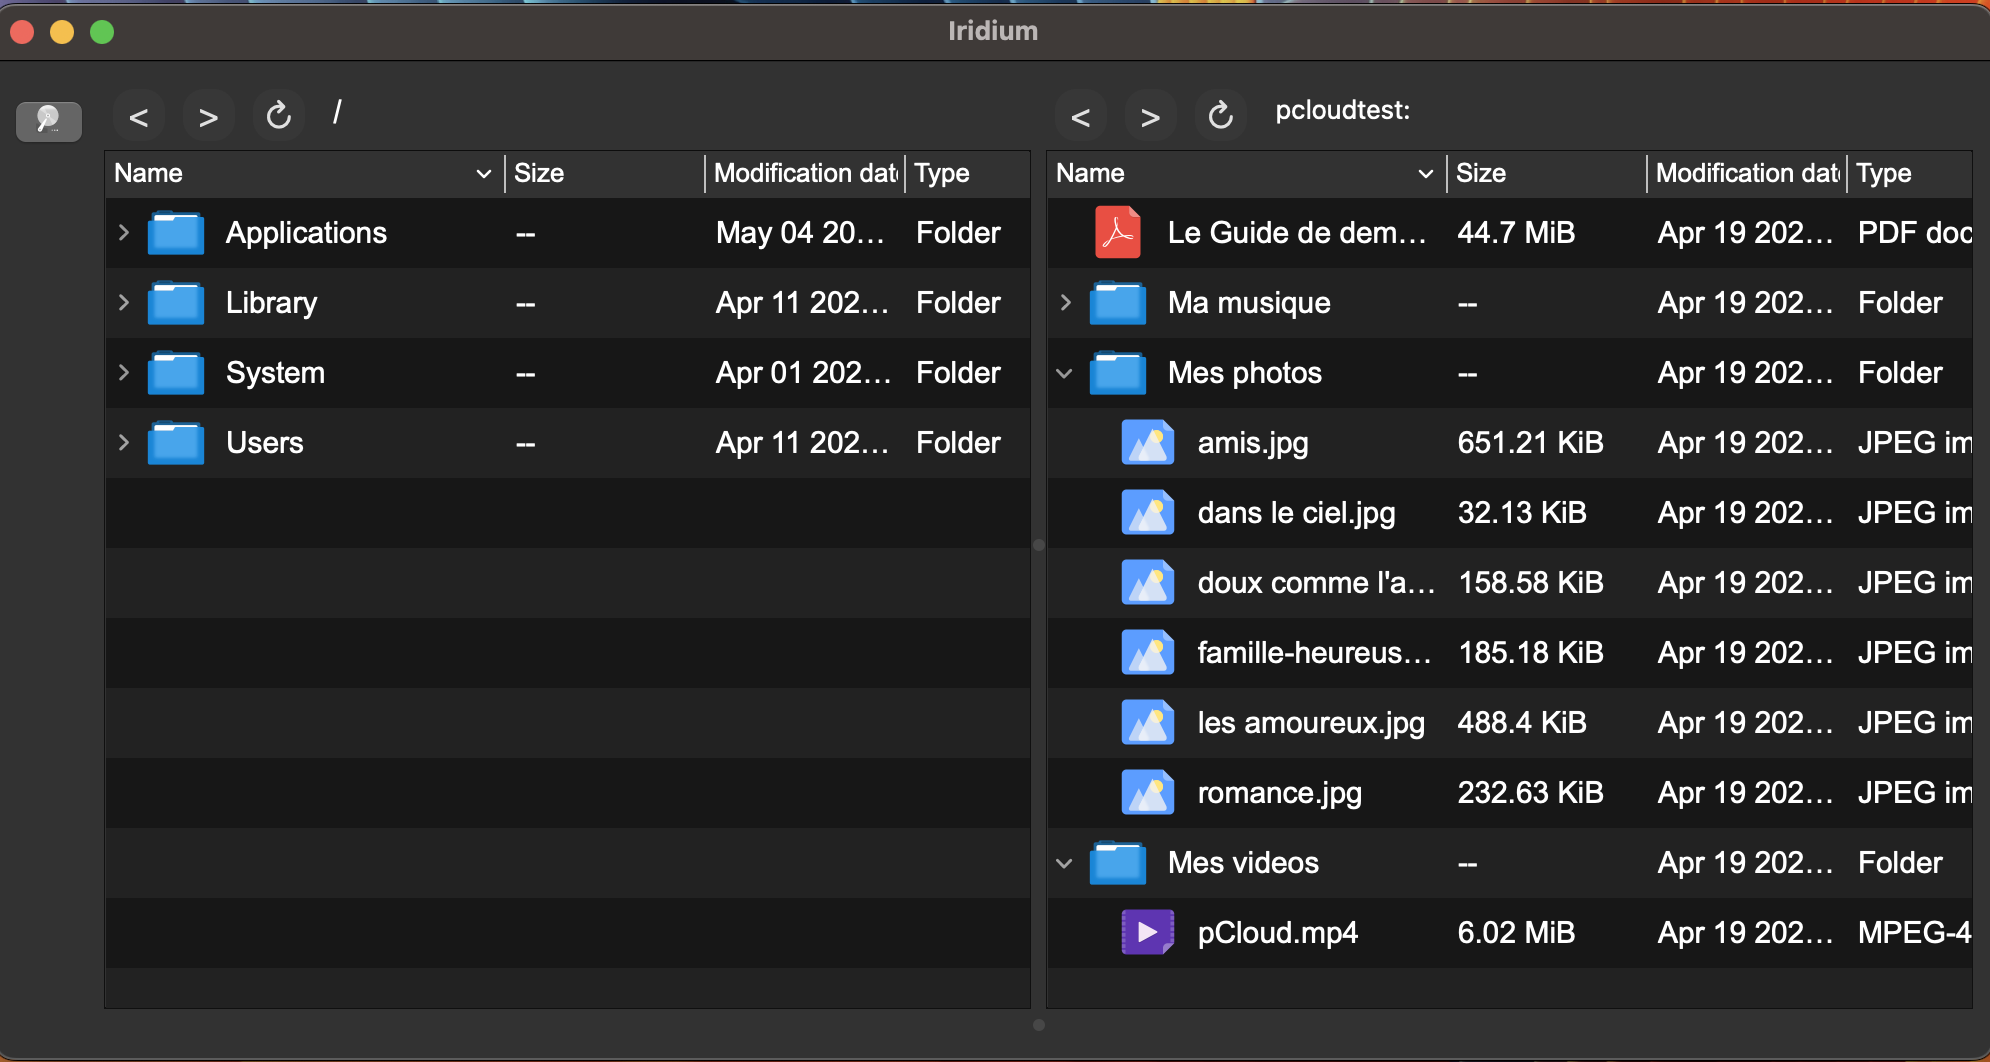 Iridium
< > /
Name Size Modification dat Type
Applications -- May 04 20... Folder
Library -- Apr 11 202... Folder
System -- Apr 01 202... Folder
Users -- Apr 11 202... Folder
< > pcloudtest:
Name Size Modification dat Type
Le Guide de dem... 44.7 MiB Apr 19 202... PDF doc
Ma musique -- Apr 19 202... Folder
Mes photos -- Apr 19 202... Folder
amis.jpg 651.21 KiB Apr 19 202... JPEG im
dans le ciel.jpg 32.13 KiB Apr 19 202... JPEG im
doux comme l'a... 158.58 KiB Apr 19 202... JPEG im
famille-heureus... 185.18 KiB Apr 19 202... JPEG im
les amoureux.jpg 488.4 KiB Apr 19 202... JPEG im
romance.jpg 232.63 KiB Apr 19 202... JPEG im
Mes videos -- Apr 19 202... Folder
pCloud.mp4 6.02 MiB Apr 19 202... MPEG-4